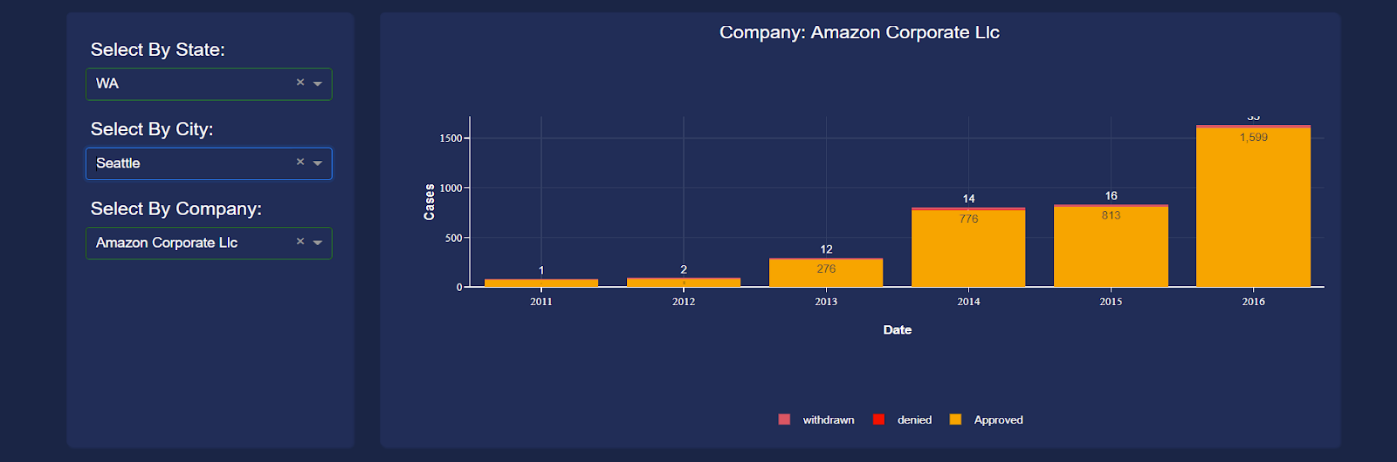 Select By State:
WA
Select By City:
Seattle
Select By Company:
Amazon Corporate Llc
Company: Amazon Corporate Llc
Cases
1500
1000
500
0
1
2
12
276
14
776
16
813
1,599
2011
2012
2013
2014
2015
2016
Date
withdrawn denied Approved